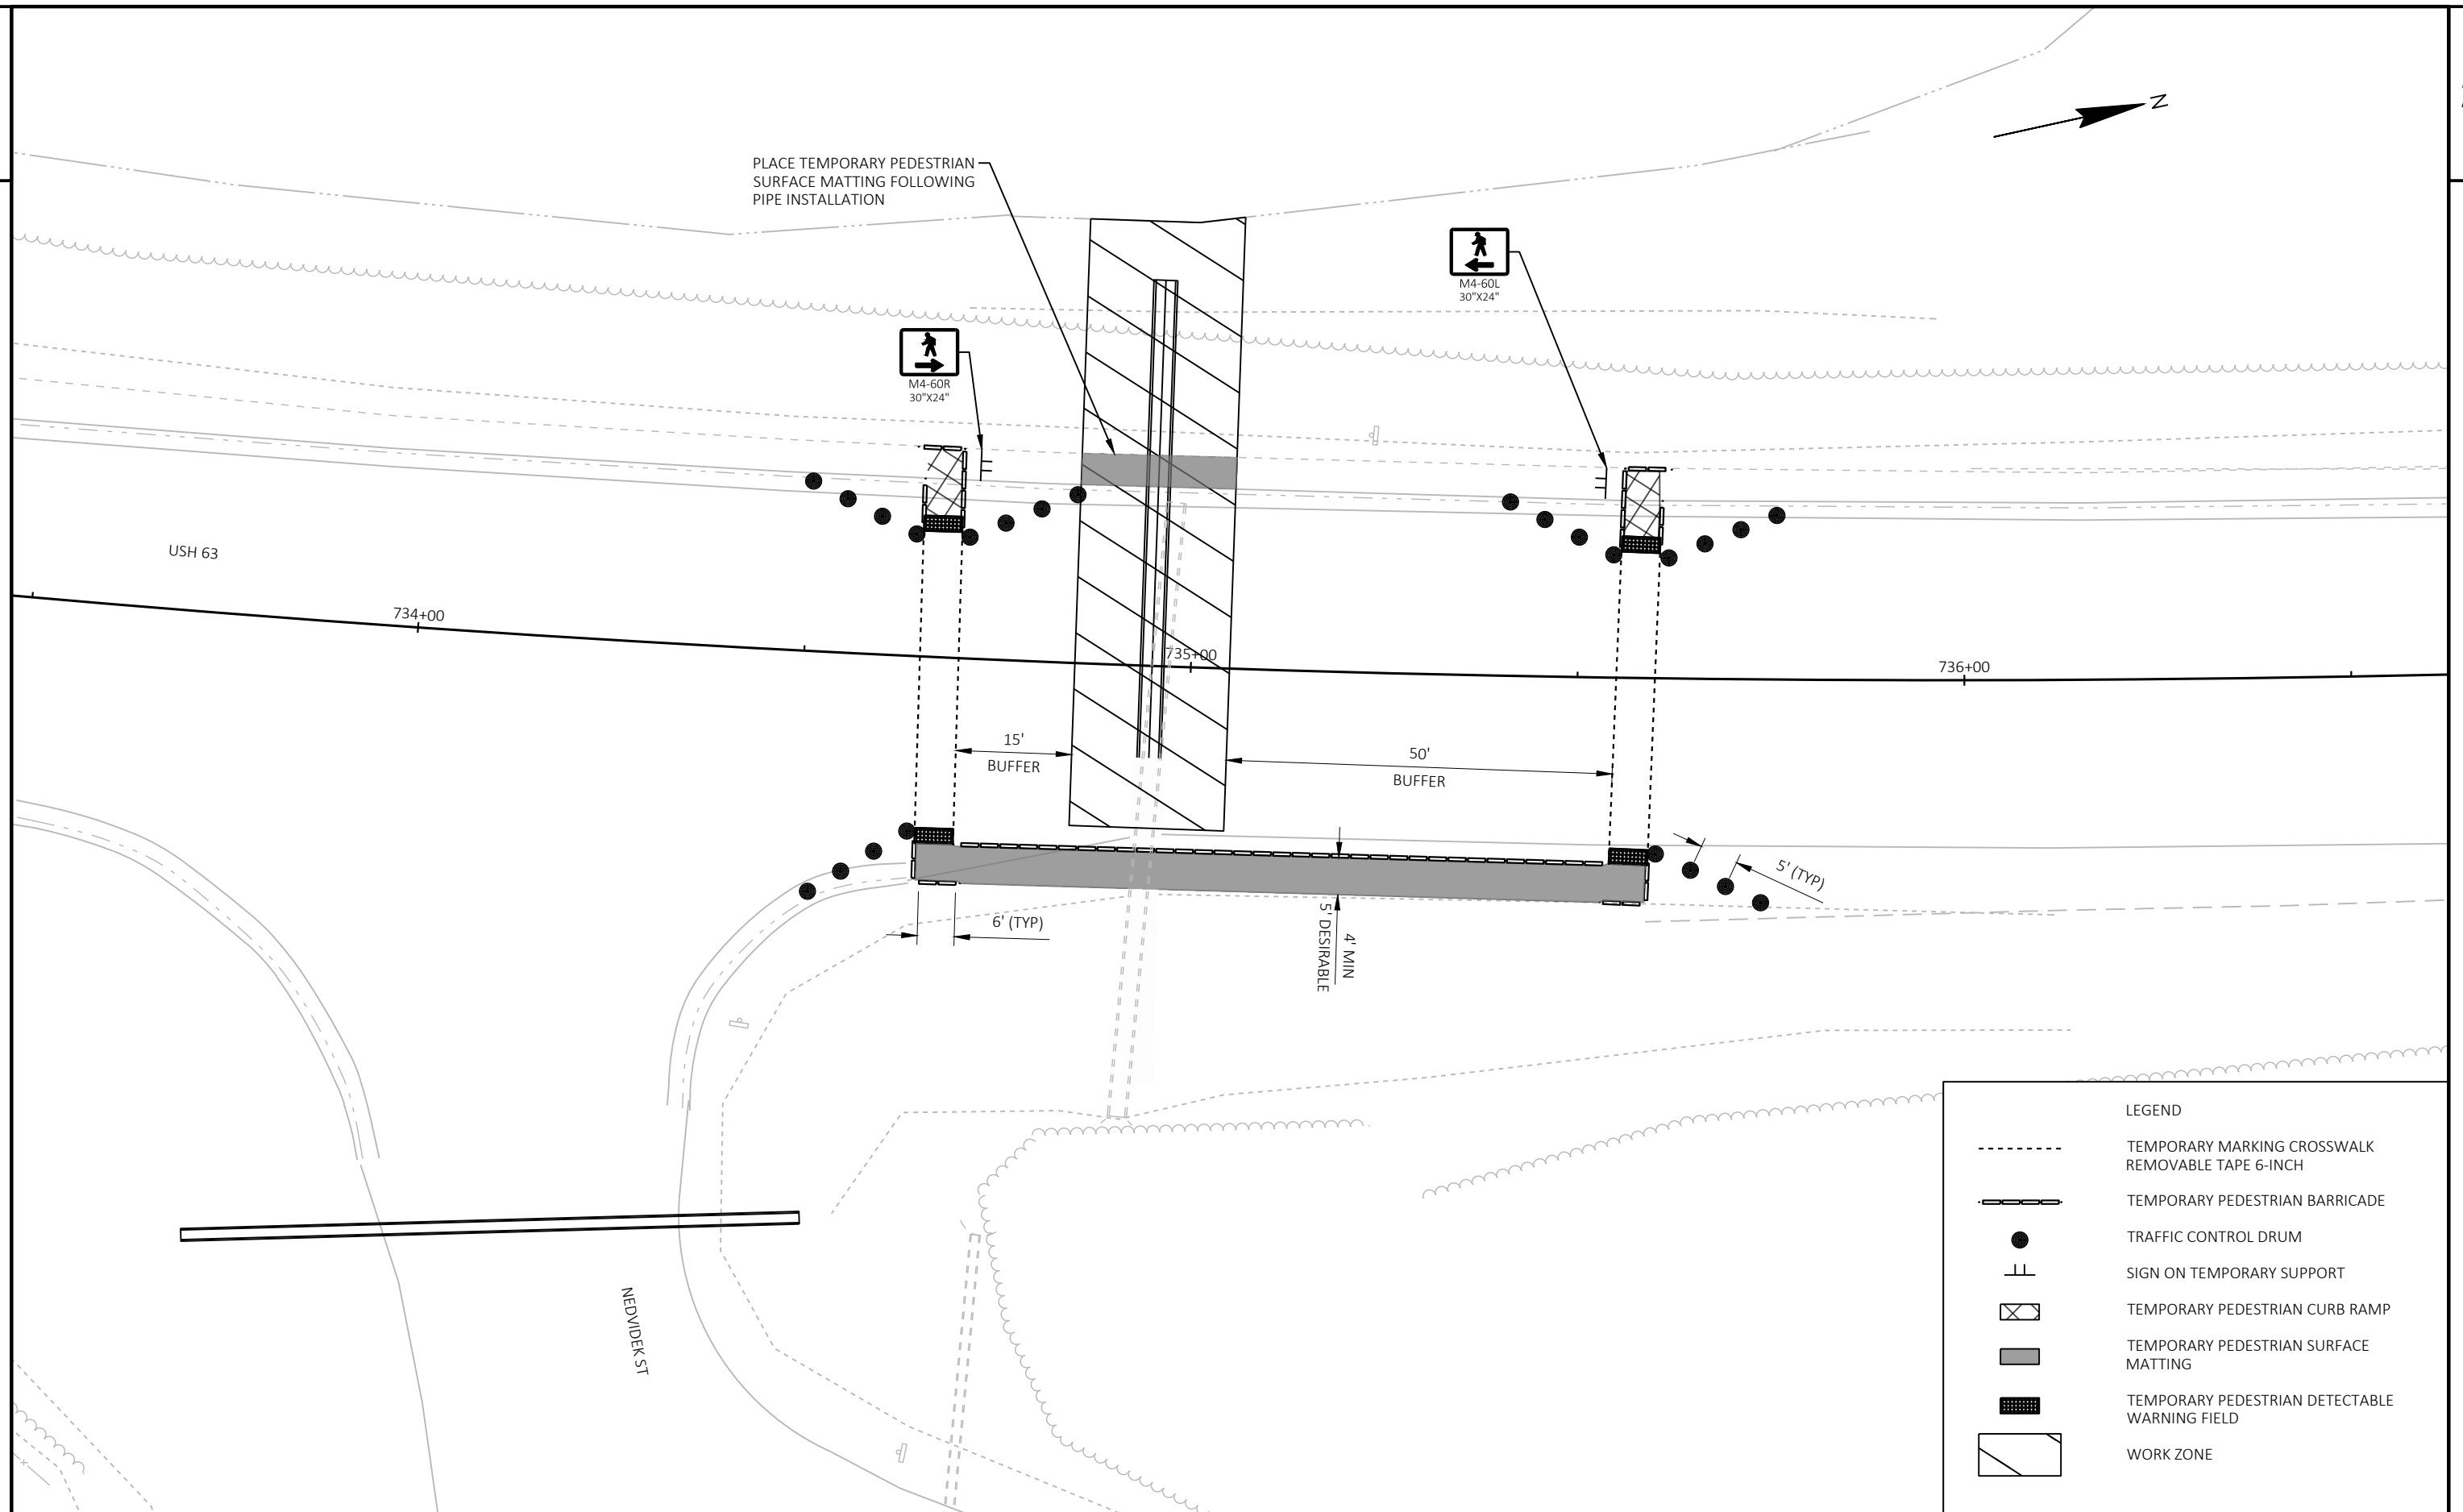 N
PLACE TEMPORARY PEDESTRIAN
SURFACE MATTING FOLLOWING
PIPE INSTALLATION
M4-60L
30"X24"
M4-60R
30"X24"
USH 63
734+00
735+00
736+00
15'
BUFFER
50'
BUFFER
5' (TYP)
6' (TYP)
4' MIN
5' DESIRABLE
NEDVIDEK ST
LEGEND
TEMPORARY MARKING CROSSWALK
REMOVABLE TAPE 6-INCH
TEMPORARY PEDESTRIAN BARRICADE
TRAFFIC CONTROL DRUM
SIGN ON TEMPORARY SUPPORT
TEMPORARY PEDESTRIAN CURB RAMP
TEMPORARY PEDESTRIAN SURFACE
MATTING
TEMPORARY PEDESTRIAN DETECTABLE
WARNING FIELD
WORK ZONE